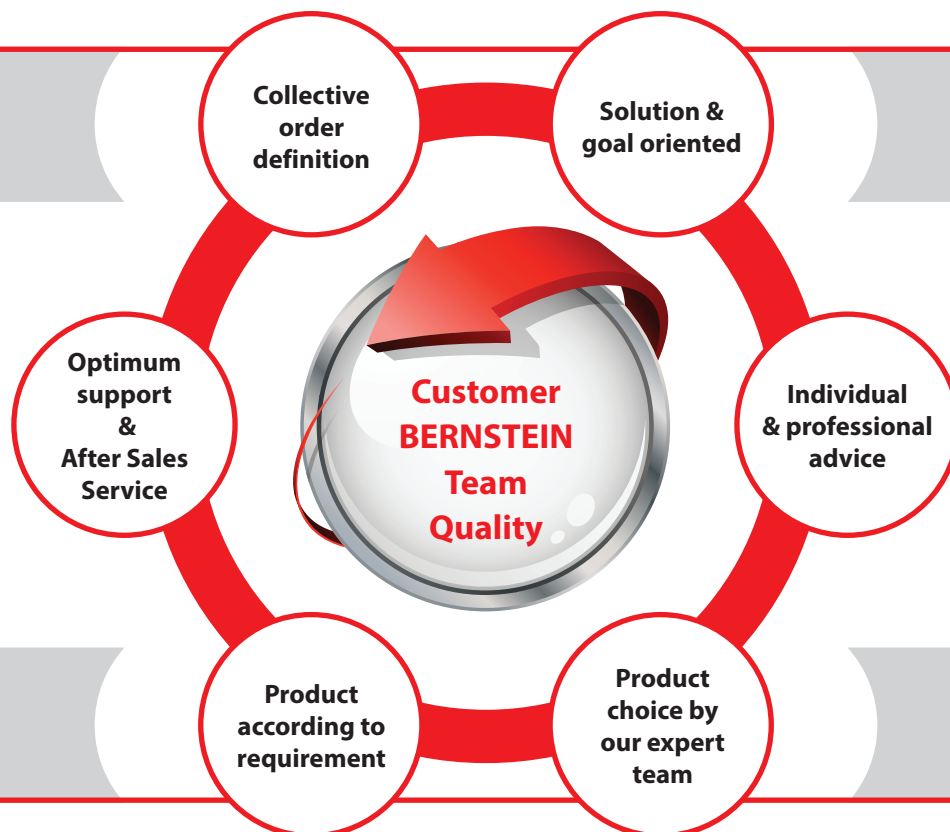 Collective
order
definition
Solution &
goal oriented
Optimum
support
&
After Sales
Service
Customer
BERNSTEIN
Team
Quality
Individual
& professional
advice
Product
according to
requirement
Product
choice by
our expert
team